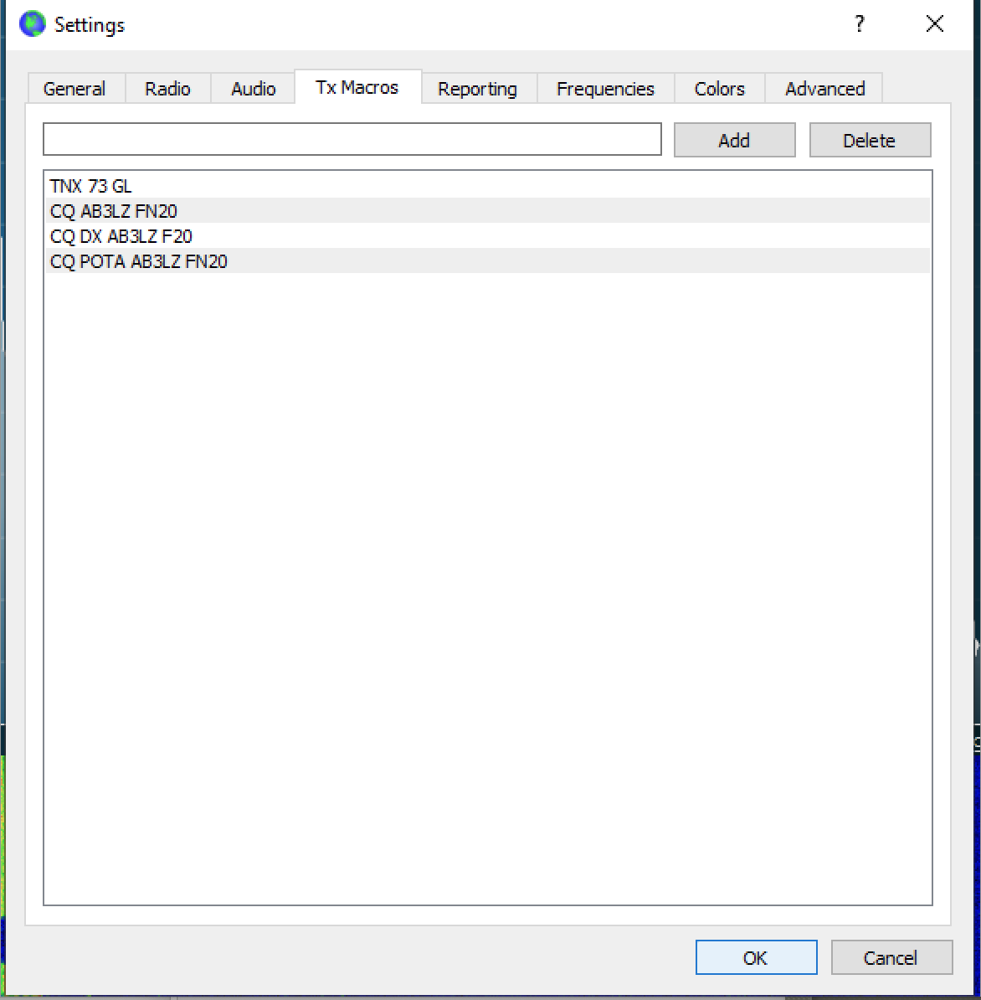 Settings
?
General Radio Audio Tx Macros Reporting Frequencies Colors Advanced
Add Delete
TNX 73 GL
CQ AB3LZ FN20
CQ DX AB3LZ F20
CQ POTA AB3LZ FN20
OK Cancel